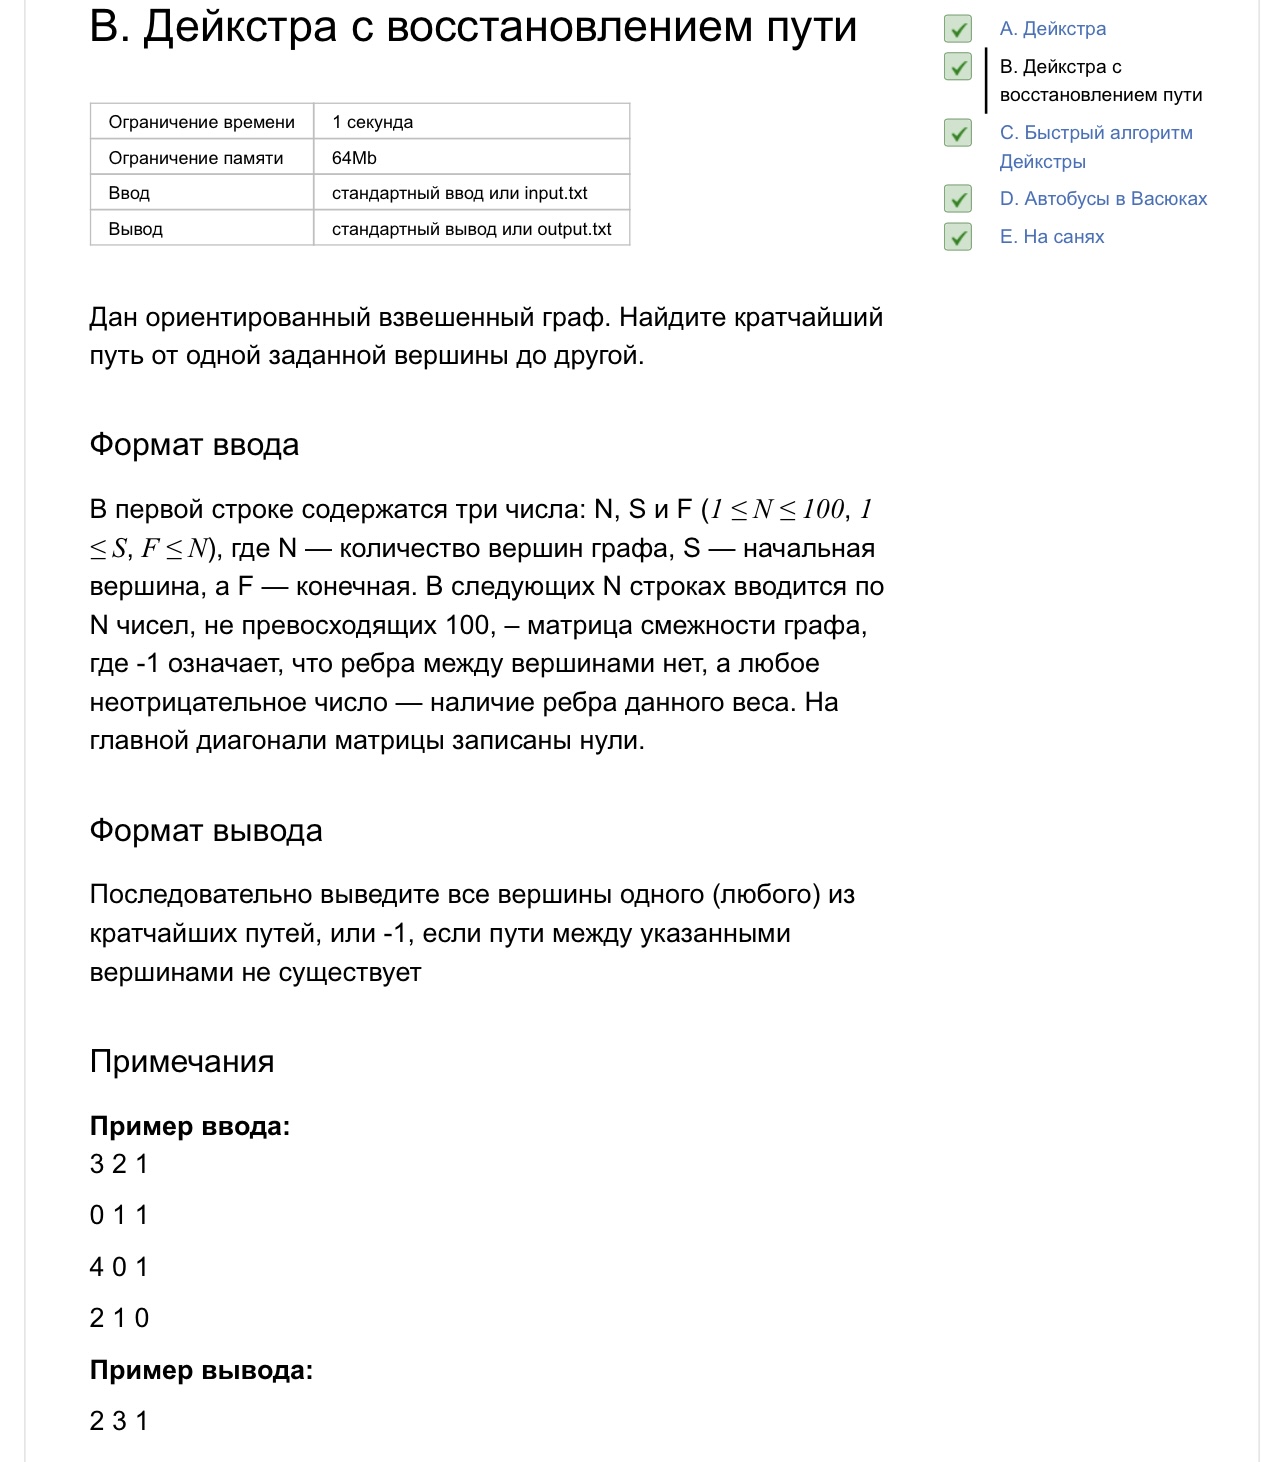 В. Дейкстра с восстановлением пути
Ограничение времени 1 секунда
Ограничение памяти 64Mb
Ввод стандартный ввод или input.txt
Вывод стандартный вывод или output.txt
Дан ориентированный взвешенный граф. Найдите кратчайший
путь от одной заданной вершины до другой.
Формат ввода
В первой строке содержатся три числа: N, S и F (1 ≤ N ≤ 100, 1
≤ S, F ≤ N), где N — количество вершин графа, S — начальная
вершина, а F — конечная. В следующих N строках вводится по
N чисел, не превосходящих 100, – матрица смежности графа,
где -1 означает, что ребра между вершинами нет, а любое
неотрицательное число — наличие ребра данного веса. На
главной диагонали матрицы записаны нули.
Формат вывода
Последовательно выведите все вершины одного (любого) из
кратчайших путей, или -1, если пути между указанными
вершинами не существует
Примечания
Пример ввода:
3 2 1
0 1 1
4 0 1
2 1 0
Пример вывода:
2 3 1
A. Дейкстра
B. Дейкстра с
восстановлением пути
C. Быстрый алгоритм
Дейкстры
D. Автобусы в Васюках
E. На санях